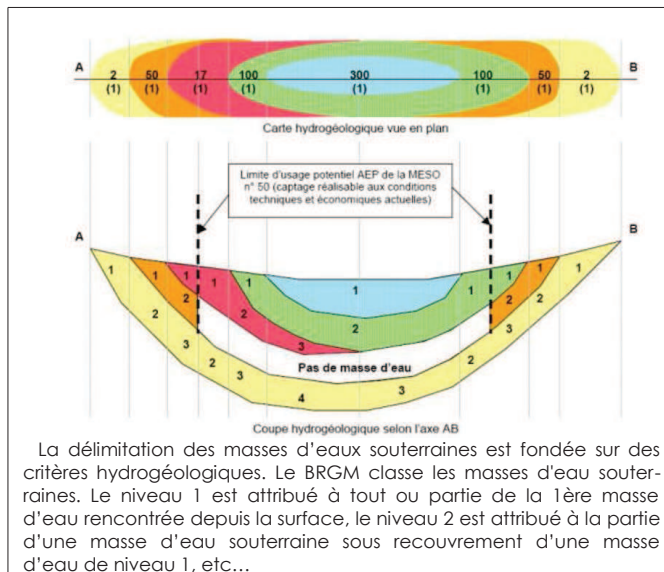 A
B
2 50 17 100 300 100 50 2
(1) (1) (1) (1) (1) (1) (1) (1)
Carte hydrogéologique vue en plan
Limite d'usage potentiel AEP de la MESO
n° 50 (captage réalisable aux conditions
techniques et économiques actuelles)
A
B
1 1 1 1 1 1 1 1 1
2 2 2 2 2 2
3 3 3
Pas de masse d'eau
2 3 3 2
4
Coupe hydrogéologique selon l'axe AB
La délimitation des masses d'eaux souterraines est fondée sur des
critères hydrogéologiques. Le BRGM classe les masses d'eau souter-
raines. Le niveau 1 est attribué à tout ou partie de la 1ère masse
d'eau rencontrée depuis la surface, le niveau 2 est attribué à la partie
d'une masse d'eau souterraine sous recouvrement d'une masse
d'eau de niveau 1, etc...